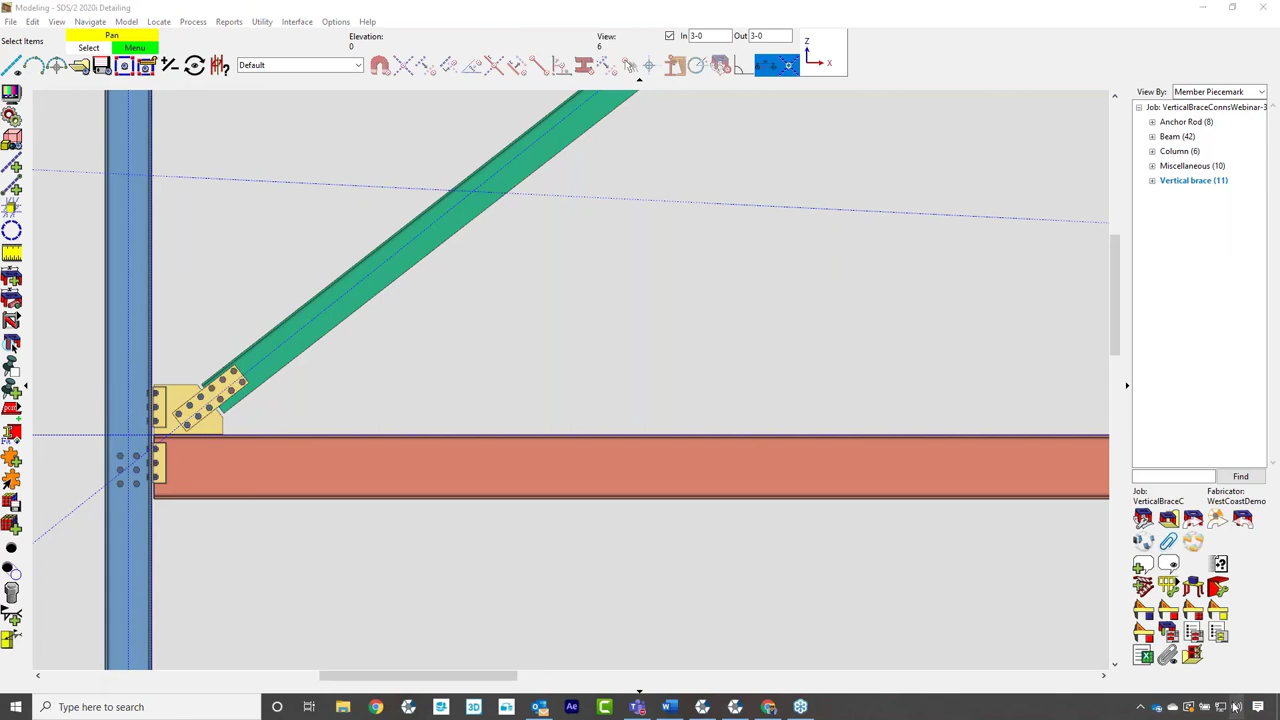 Modeling - SDS/2 2020i Detailing
File Edit View Navigate Model Locate Process Reports Utility Interface Options Help
Select Items
Pan
Select Menu
Elevation:
0
View:
6
In 3-0 Out 3-0
Z
X
Default
View By: Member Piecemark
Job: VerticalBraceConnsWebinar-3
Anchor Rod (8)
Beam (42)
Column (6)
Miscellaneous (10)
Vertical brace (11)
Find
Job: Fabricator:
VerticalBraceC WestCoastDemo
Type here to search